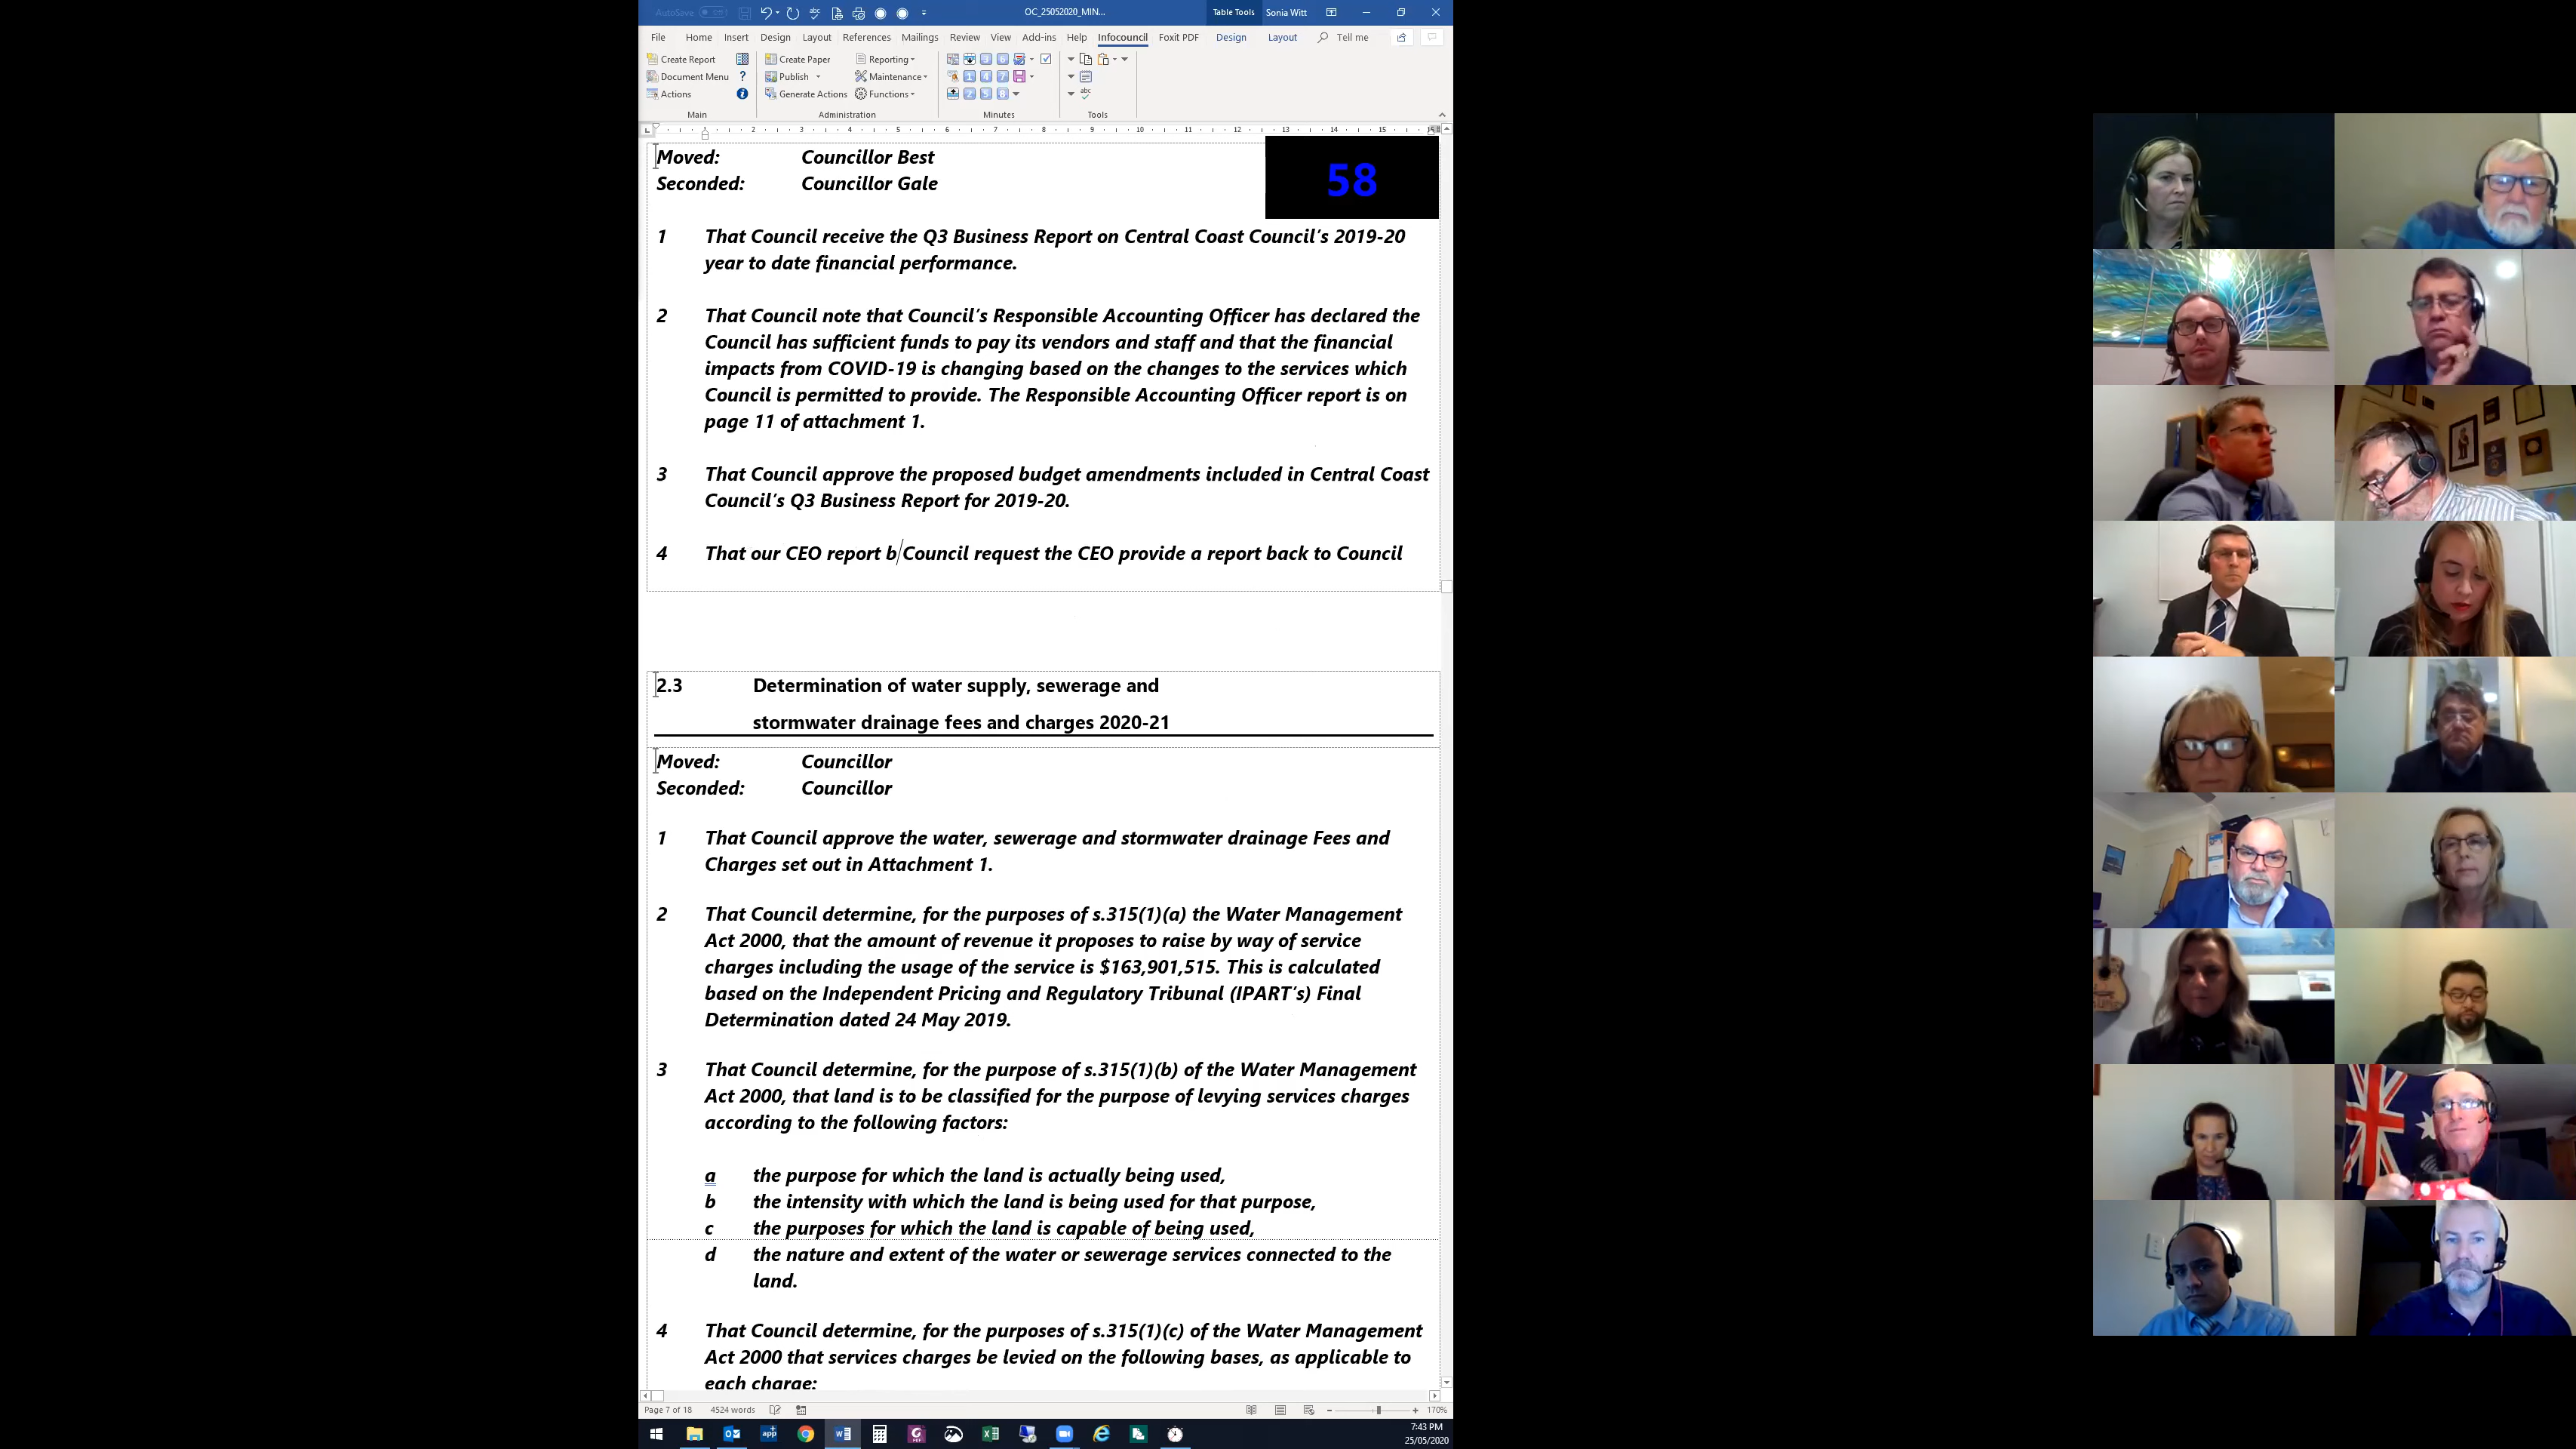 AutoSave Off OC_25052020_MIN... Table Tools Sonia Witt
File Home Insert Design Layout References Mailings Review View Add-ins Help Infocouncil Foxit PDF Design Layout Tell me
Create Report Create Paper Reporting
Document Menu ? Publish Maintenance
Actions Generate Actions Functions
Main Administration Minutes Tools
1 2 3 4 5 6 7 8 9 10 11 12 13 14 15
Moved: Councillor Best
58
Seconded: Councillor Gale
1 That Council receive the Q3 Business Report on Central Coast Council's 2019-20
year to date financial performance.
2 That Council note that Council's Responsible Accounting Officer has declared the
Council has sufficient funds to pay its vendors and staff and that the financial
impacts from COVID-19 is changing based on the changes to the services which
Council is permitted to provide. The Responsible Accounting Officer report is on
page 11 of attachment 1.
3 That Council approve the proposed budget amendments included in Central Coast
Council's Q3 Business Report for 2019-20.
4 That our CEO report b Council request the CEO provide a report back to Council
2.3 Determination of water supply, sewerage and
stormwater drainage fees and charges 2020-21
Moved: Councillor
Seconded: Councillor
1 That Council approve the water, sewerage and stormwater drainage Fees and
Charges set out in Attachment 1.
2 That Council determine, for the purposes of s.315(1)(a) the Water Management
Act 2000, that the amount of revenue it proposes to raise by way of service
charges including the usage of the service is $163,901,515. This is calculated
based on the Independent Pricing and Regulatory Tribunal (IPART's) Final
Determination dated 24 May 2019.
3 That Council determine, for the purpose of s.315(1)(b) of the Water Management
Act 2000, that land is to be classified for the purpose of levying services charges
according to the following factors:
a the purpose for which the land is actually being used,
b the intensity with which the land is being used for that purpose,
c the purposes for which the land is capable of being used,
d the nature and extent of the water or sewerage services connected to the
land.
4 That Council determine, for the purposes of s.315(1)(c) of the Water Management
Act 2000 that services charges be levied on the following bases, as applicable to
each charge:
Page 7 of 18 4524 words 170%
7:43 PM
25/05/2020